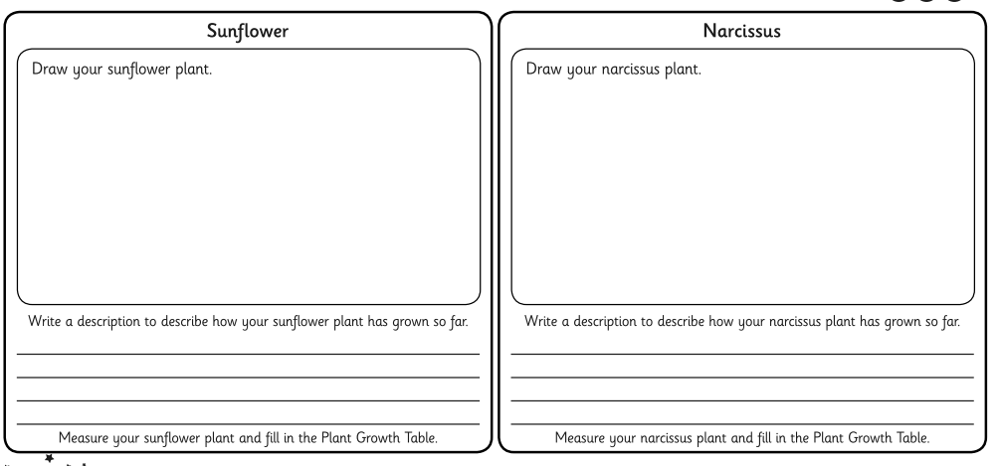 Sunflower
Draw your sunflower plant.
Write a description to describe how your sunflower plant has grown so far.
Measure your sunflower plant and fill in the Plant Growth Table.
Narcissus
Draw your narcissus plant.
Write a description to describe how your narcissus plant has grown so far.
Measure your narcissus plant and fill in the Plant Growth Table.